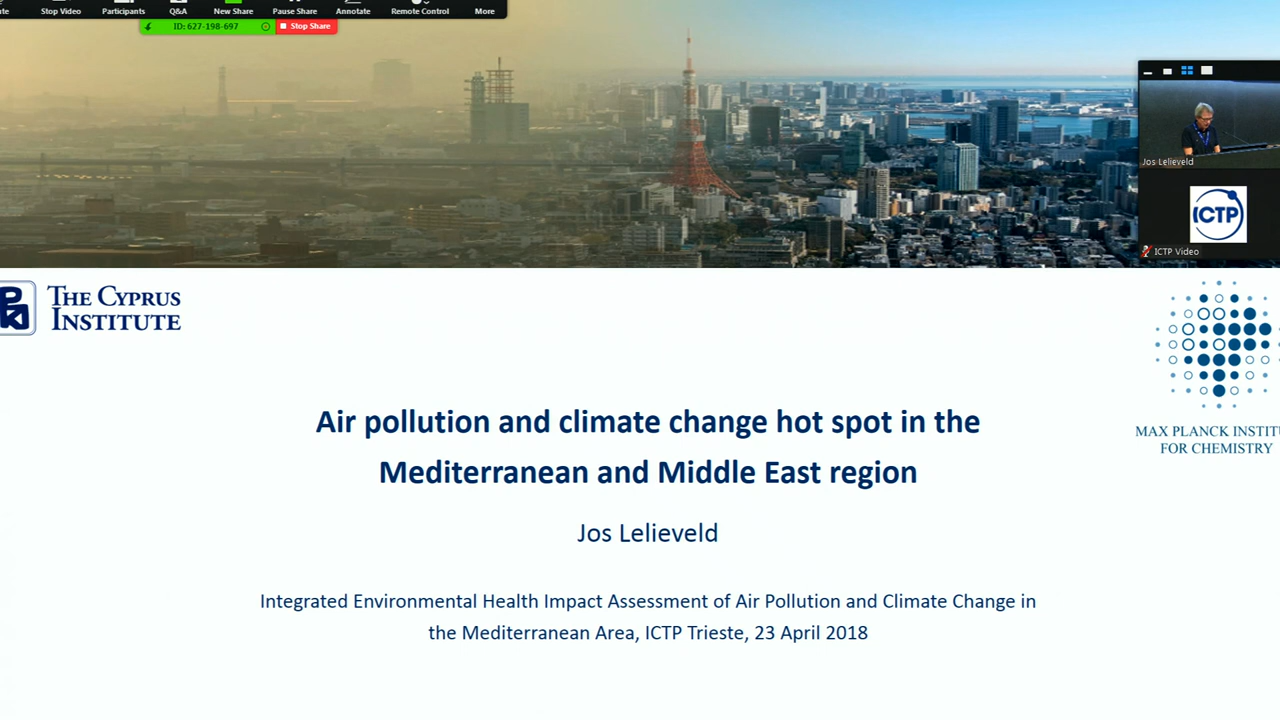 Stop Video
Participants
Q&A
New Share
Pause Share
Annotate
Remote Control
More
ID: 627-198-697
Stop Share
Jos Lelieveld
ICTP
ICTP Video
THE CYPRUS
INSTITUTE
MAX PLANCK
FOR CHEMISTRY
Air pollution and climate change hot spot in the
Mediterranean and Middle East region
Jos Lelieveld
Integrated Environmental Health Impact Assessment of Air Pollution and Climate Change in
the Mediterranean Area, ICTP Trieste, 23 April 2018